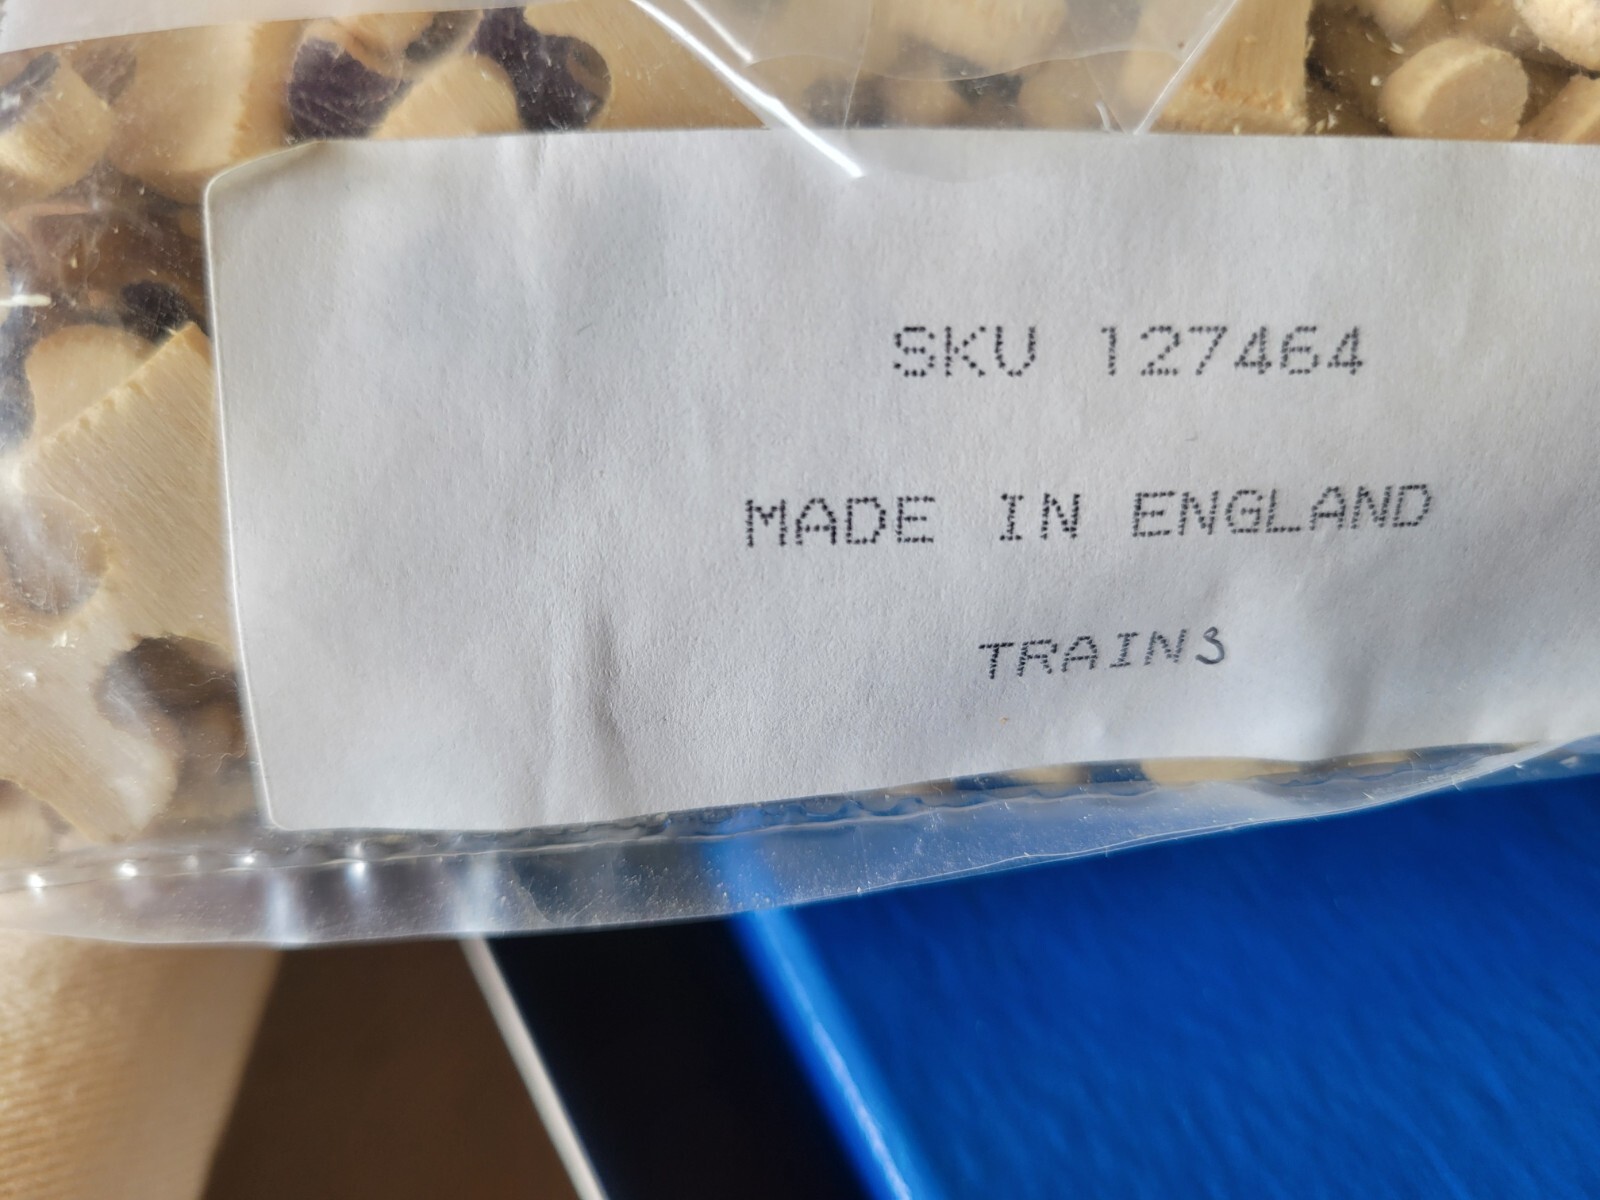 SKU 127464
MADE IN ENGLAND
TRAINS